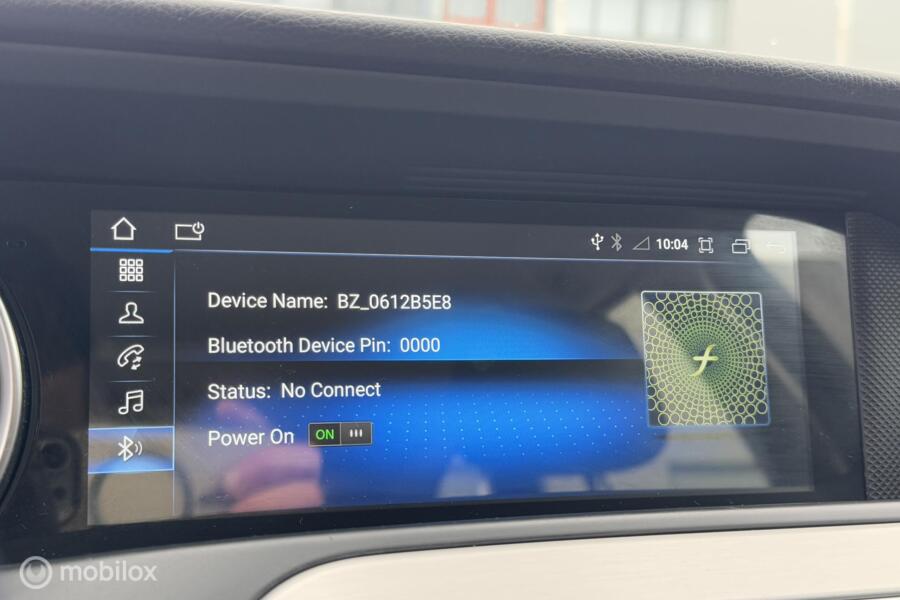 10:04
Device Name: BZ_0612B5E8
Bluetooth Device Pin: 0000
Status: No Connect
Power On ON
mobilox